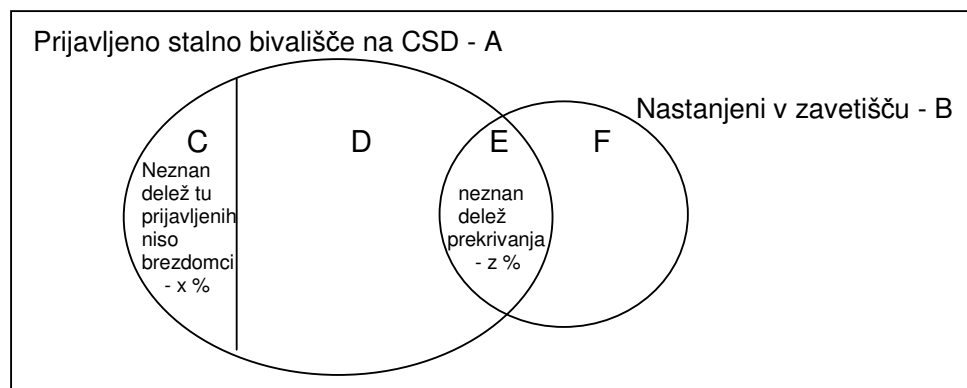 Prijavljeno stalno bivališče na CSD - A
Nastanjeni v zavetišču - B
C
D
E
F
Neznan
delež tu
prijavljenih
niso
brezdomci
- x %
neznan
delež
prekrivanja
- z %